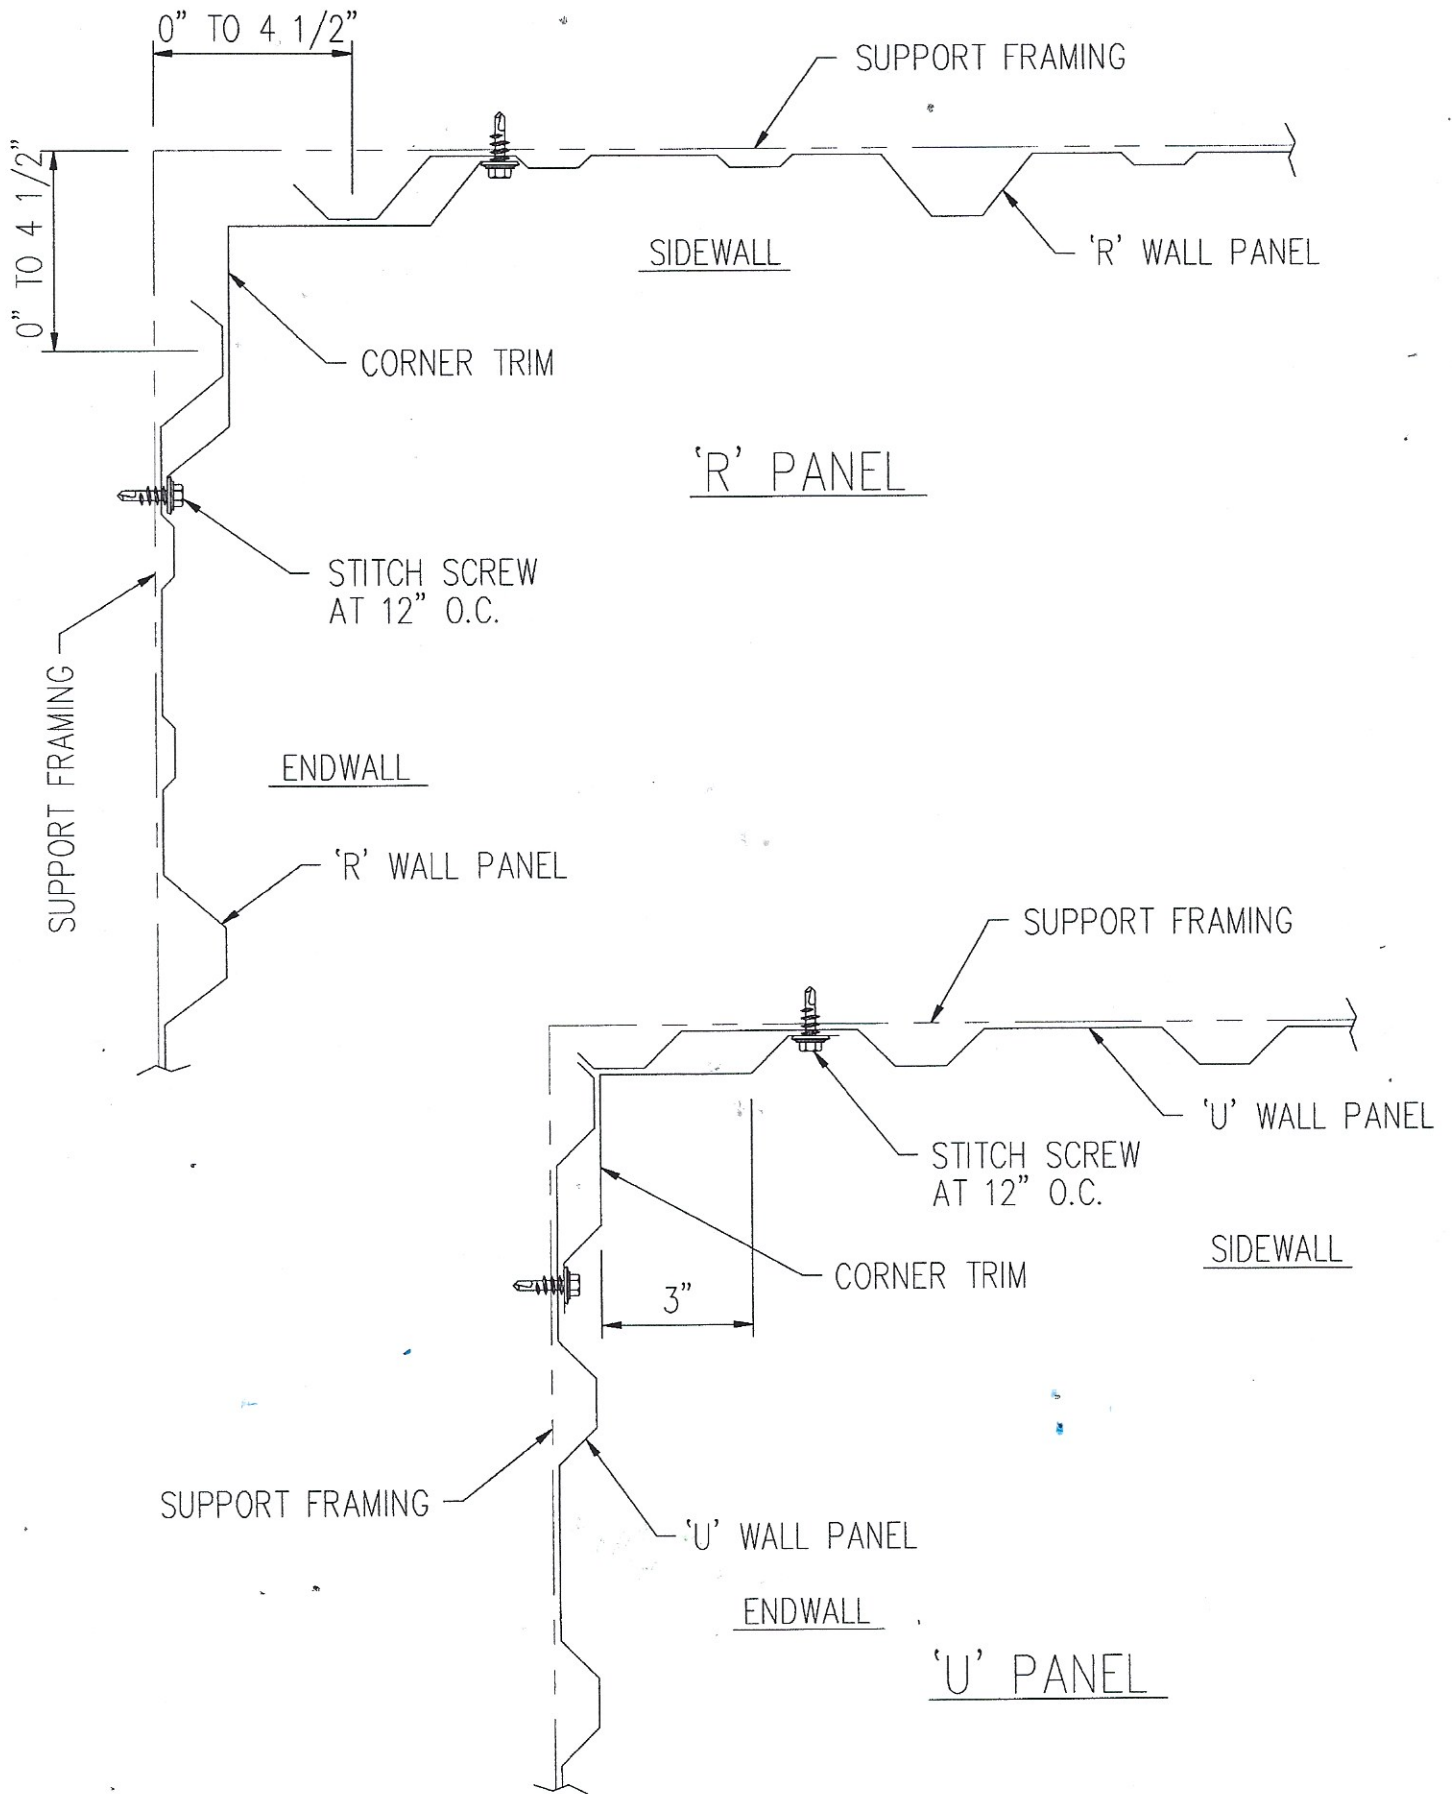 0" TO 4 1/2"
SUPPORT FRAMING
0" TO 4 1/2"
SIDEWALL
'R' WALL PANEL
CORNER TRIM
'R' PANEL
STITCH SCREW
AT 12" O.C.
SUPPORT FRAMING
ENDWALL
'R' WALL PANEL
SUPPORT FRAMING
'U' WALL PANEL
STITCH SCREW
AT 12" O.C.
SIDEWALL
CORNER TRIM
3"
SUPPORT FRAMING
'U' WALL PANEL
ENDWALL
'U' PANEL